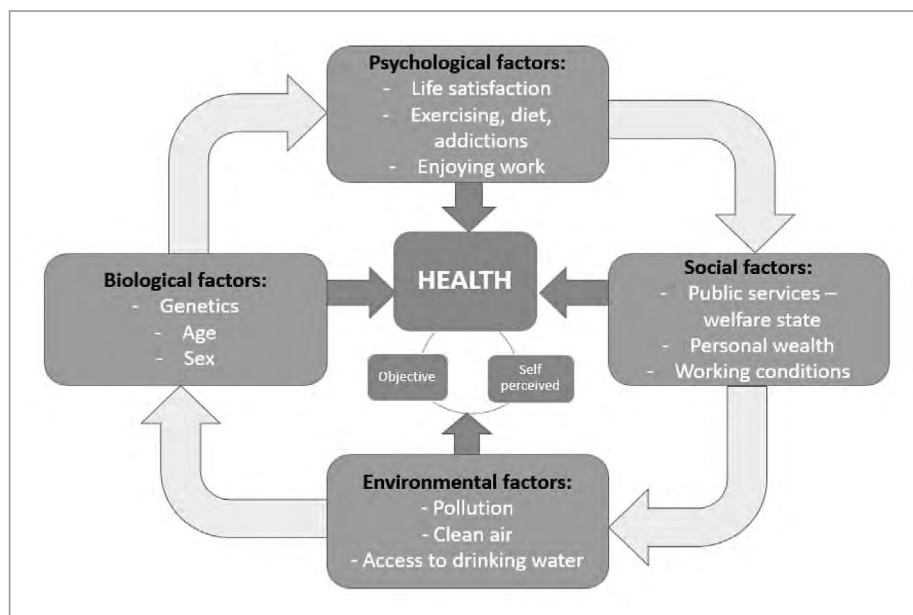 Psychological factors:
- Life satisfaction
- Exercising, diet,
addictions
- Enjoying work
Biological factors:
- Genetics
- Age
- Sex
HEALTH
Social factors:
- Public services –
welfare state
- Personal wealth
- Working conditions
Objective
Self
perceived
Environmental factors:
- Pollution
- Clean air
- Access to drinking water